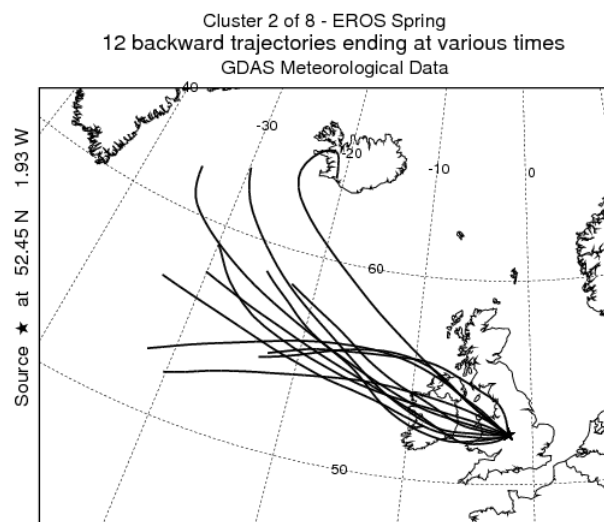 Cluster 2 of 8 - EROS Spring
12 backward trajectories ending at various times
GDAS Meteorological Data
Source ★ at 52.45 N 1.93 W
-40
-30
-20
-10
0
60
50